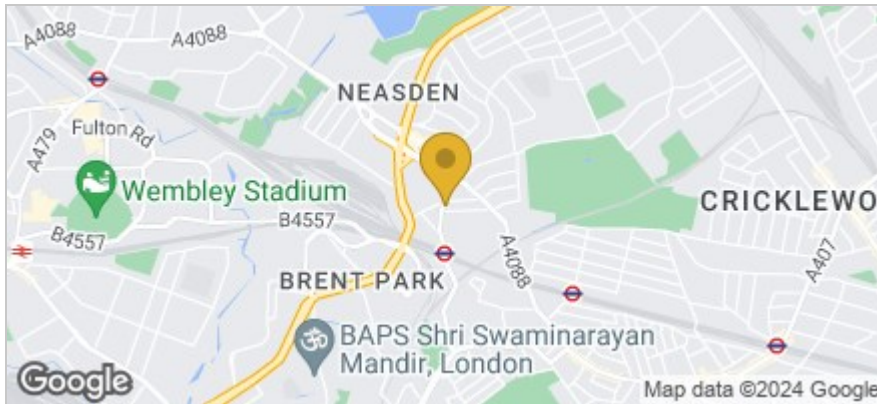 A4088
A4088
NEASDEN
A479
Fulton Rd
Wembley Stadium
B4557
B4557
CRICKLEWO
A4088
A407
BRENT PARK
BAPS Shri Swaminarayan
Mandir, London
Google
Map data ©2024 Google